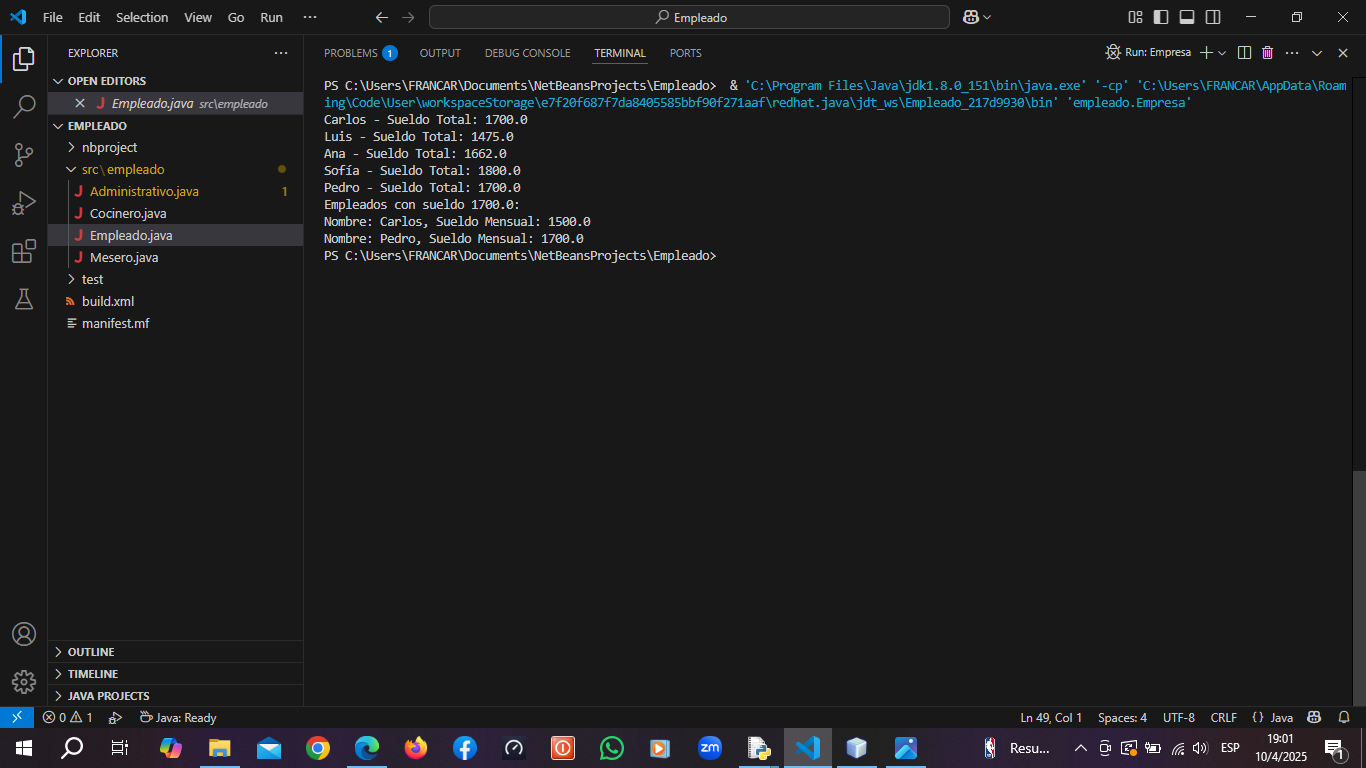 File Edit Selection View Go Run ··· Empleado
EXPLORER ···
OPEN EDITORS
Empleado.java src\empleado
EMPLEADO
nbproject
src\empleado
Administrativo.java 1
Cocinero.java
Empleado.java
Mesero.java
test
build.xml
manifest.mf
OUTLINE
TIMELINE
JAVA PROJECTS
PROBLEMS 1 OUTPUT DEBUG CONSOLE TERMINAL PORTS Run: Empresa ···
PS C:\Users\FRANCAR\Documents\NetBeansProjects\Empleado> & 'C:\Program Files\Java\jdk1.8.0_151\bin\java.exe' '-cp' 'C:\Users\FRANCAR\AppData\Roam
ing\Code\User\workspaceStorage\e7f20f687f7da8405585bbf90f271aaf\redhat.java\jdt_ws\Empleado_217d9930\bin' 'empleado.Empresa'
Carlos - Sueldo Total: 1700.0
Luis - Sueldo Total: 1475.0
Ana - Sueldo Total: 1662.0
Sofía - Sueldo Total: 1800.0
Pedro - Sueldo Total: 1700.0
Empleados con sueldo 1700.0:
Nombre: Carlos, Sueldo Mensual: 1500.0
Nombre: Pedro, Sueldo Mensual: 1700.0
PS C:\Users\FRANCAR\Documents\NetBeansProjects\Empleado>
0 1 Java: Ready Ln 49, Col 1 Spaces: 4 UTF-8 CRLF {} Java
zm Resu... ESP 19:01
10/4/2025 1